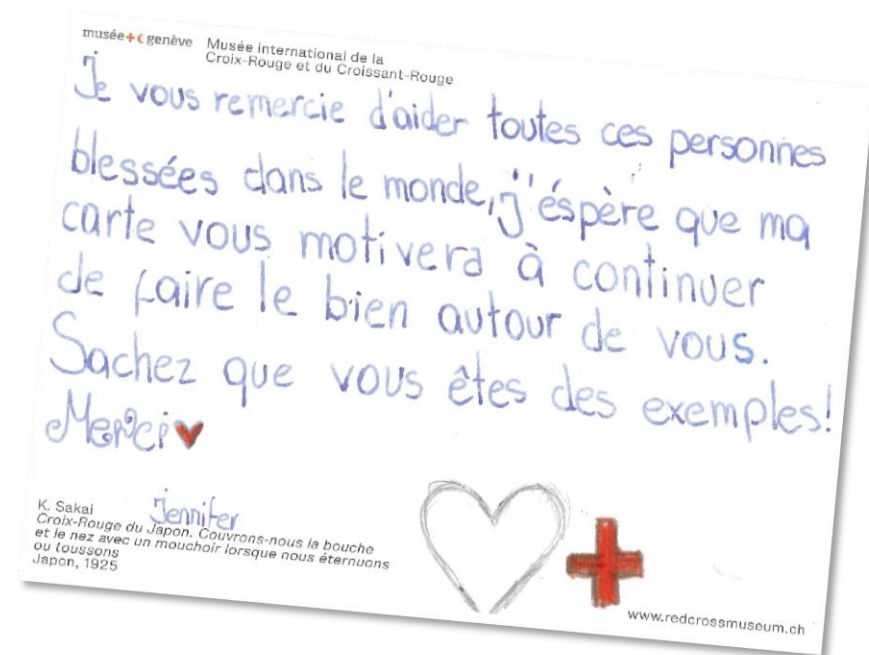 musée+c genève
Musée international de la
Croix-Rouge et du Croissant-Rouge
Je vous remercie d'aider toutes ces personnes
blessées dans le monde, j'éspère que ma
carte vous motivera à continuer
de faire le bien autour de vous.
Sachez que vous êtes des exemples!
Merci
Jennifer
K. Sakai
Croix-Rouge du Japon. Couvrons-nous la bouche
et le nez avec un mouchoir lorsque nous éternuons
ou toussons
Japon, 1925
www.redcrossmuseum.ch